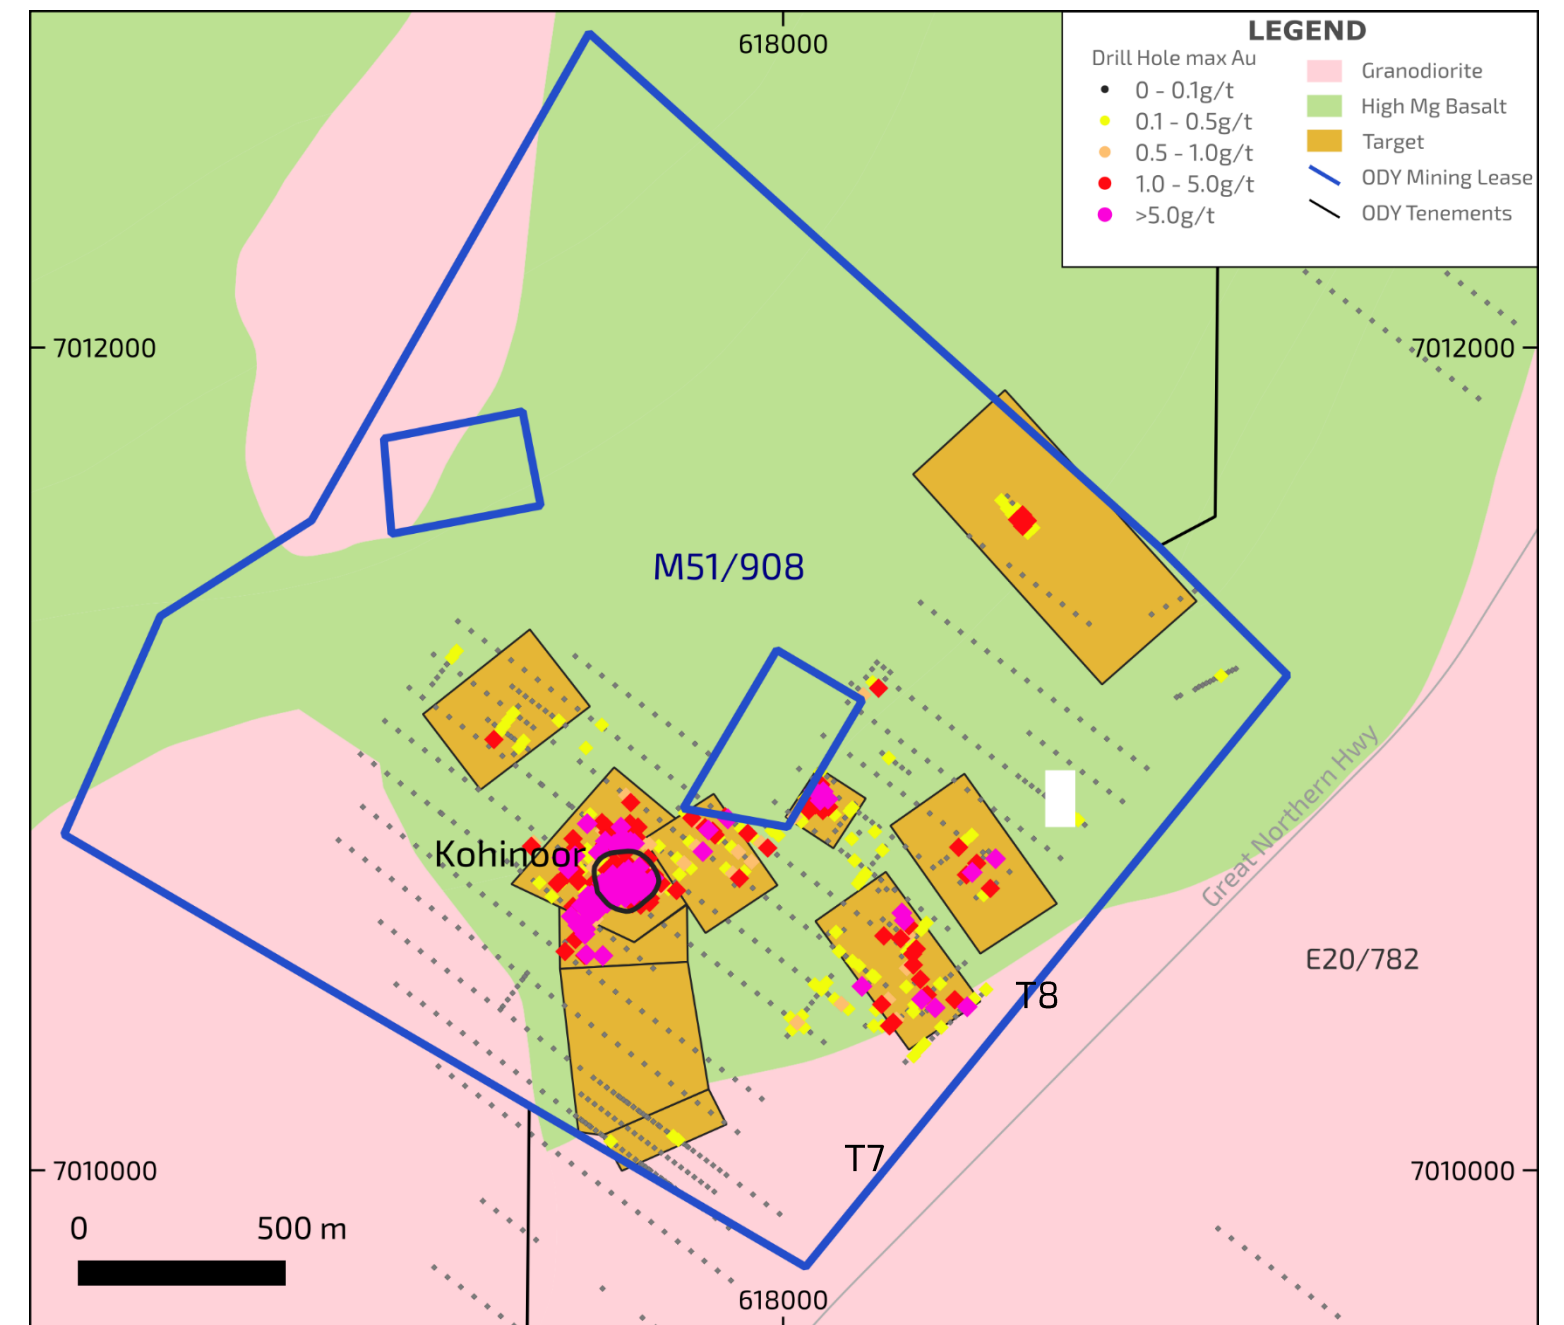 618000
LEGEND
Drill Hole max Au
0 - 0.1g/t
0.1 - 0.5g/t
0.5 - 1.0g/t
1.0 - 5.0g/t
>5.0g/t
Granodiorite
High Mg Basalt
Target
ODY Mining Lease
ODY Tenements
7012000
7012000
M51/908
Great Northern Hwy
Kohinoor
E20/782
T8
T7
7010000
7010000
0 500 m
618000